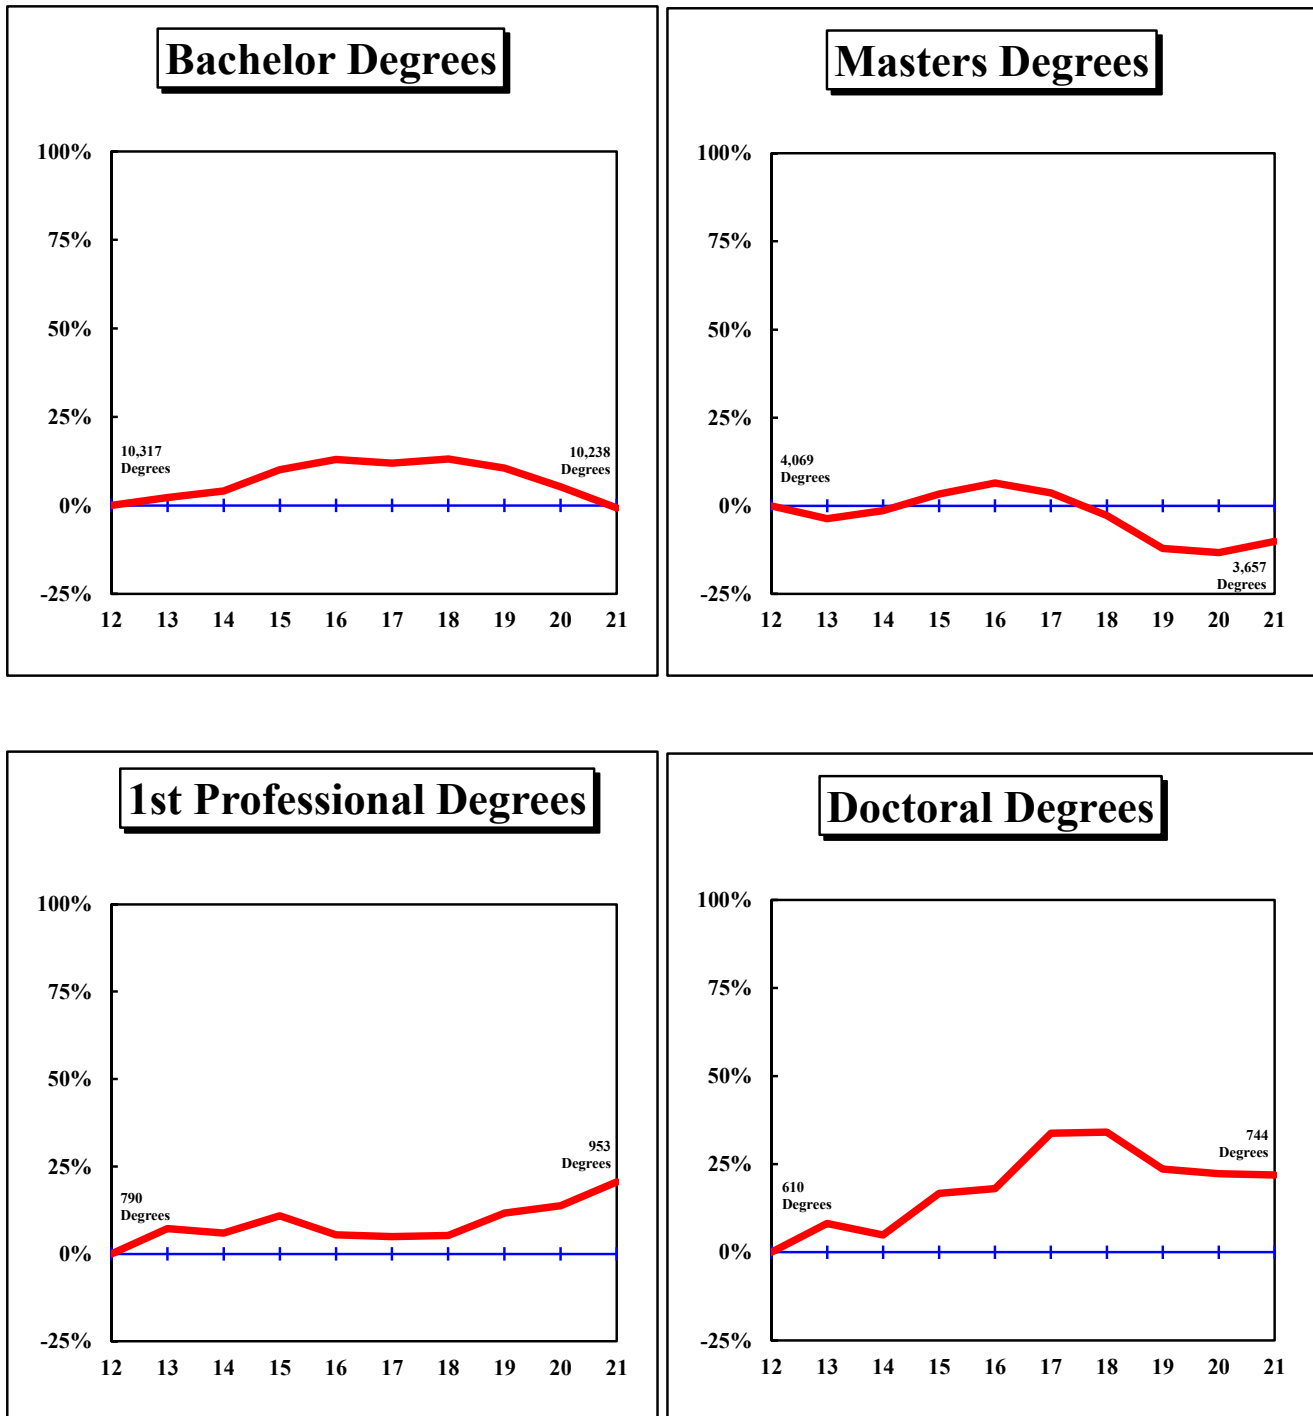 Bachelor Degrees
100%
75%
50%
25%
0%
-25%
10,317
Degrees
10,238
Degrees
12 13 14 15 16 17 18 19 20 21
Masters Degrees
100%
75%
50%
25%
0%
-25%
4,069
Degrees
3,657
Degrees
12 13 14 15 16 17 18 19 20 21
1st Professional Degrees
100%
75%
50%
25%
0%
-25%
790
Degrees
953
Degrees
12 13 14 15 16 17 18 19 20 21
Doctoral Degrees
100%
75%
50%
25%
0%
-25%
610
Degrees
744
Degrees
12 13 14 15 16 17 18 19 20 21